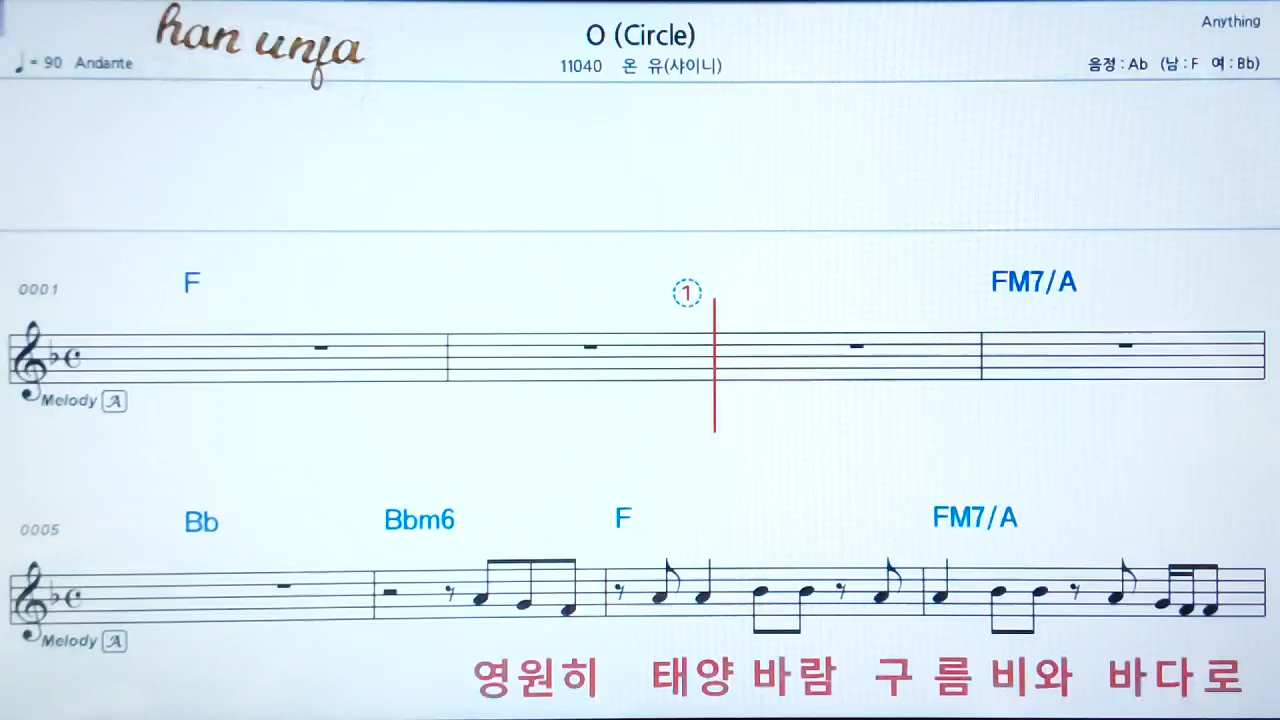 han unfa
O (Circle)
Anything
♩= 90 Andante
11040 온 유(샤이니)
음정 : Ab (남 : F 여 : Bb)
0001
F
1
FM7/A
Melody A
0005
Bb Bbm6 F FM7/A
Melody A
영원히 태양 바람 구 름 비와 바다로